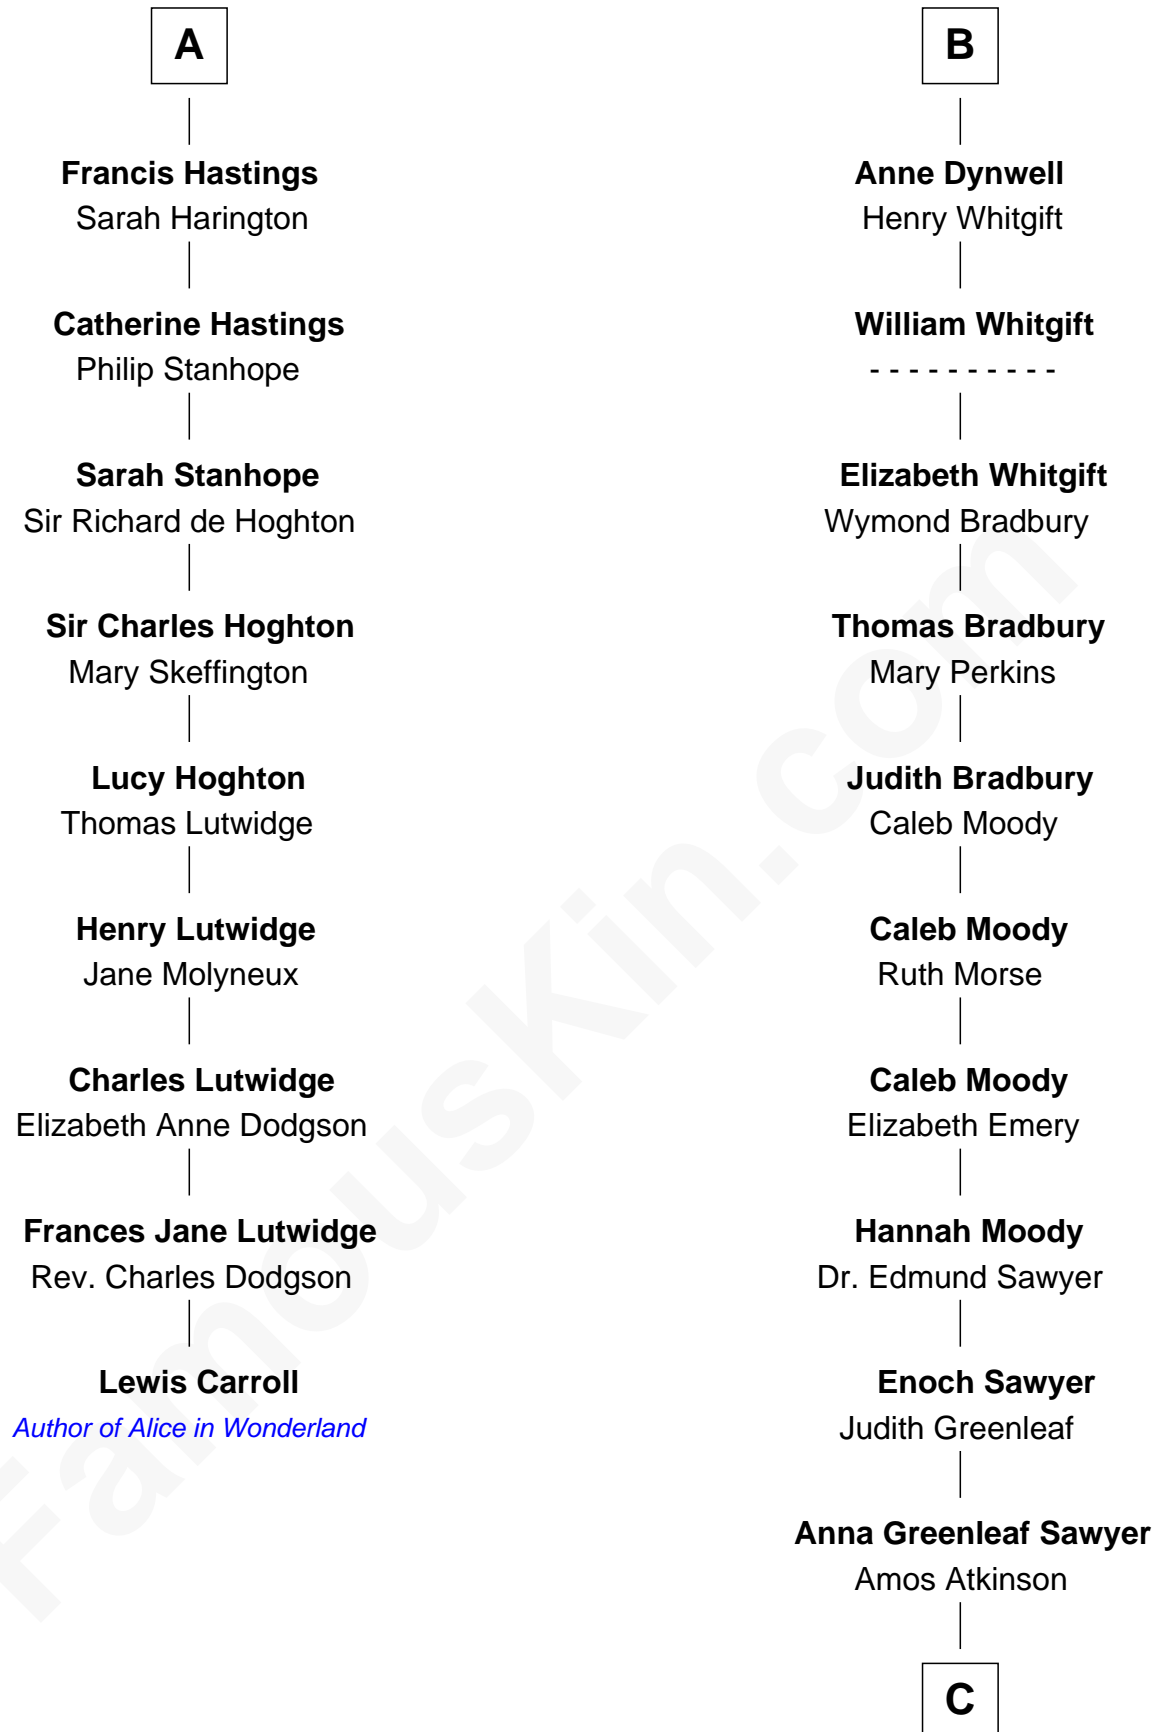 A
Francis Hastings
Sarah Harington
Catherine Hastings
Philip Stanhope
Sarah Stanhope
Sir Richard de Hoghton
Sir Charles Hoghton
Mary Skeffington
Lucy Hoghton
Thomas Lutwidge
Henry Lutwidge
Jane Molyneux
Charles Lutwidge
Elizabeth Anne Dodgson
Frances Jane Lutwidge
Rev. Charles Dodgson
Lewis Carroll
Author of Alice in Wonderland
B
Anne Dynwell
Henry Whitgift
William Whitgift
- - - - - - - - - -
Elizabeth Whitgift
Wymond Bradbury
Thomas Bradbury
Mary Perkins
Judith Bradbury
Caleb Moody
Caleb Moody
Ruth Morse
Caleb Moody
Elizabeth Emery
Hannah Moody
Dr. Edmund Sawyer
Enoch Sawyer
Judith Greenleaf
Anna Greenleaf Sawyer
Amos Atkinson
C
FamousKin.com